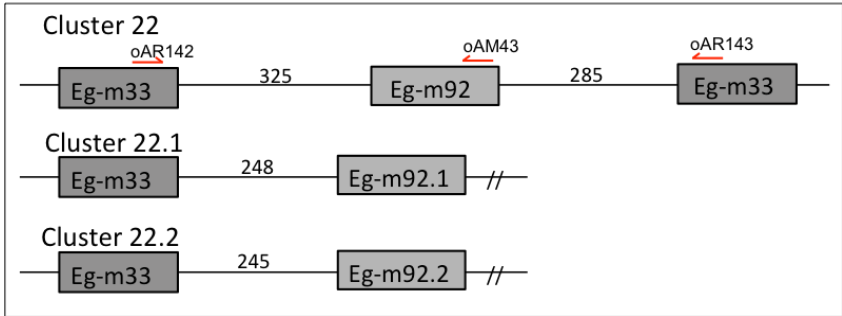 Cluster 22
oAR142 oAM43 oAR143
Eg-m33 325 Eg-m92 285 Eg-m33
Cluster 22.1
Eg-m33 248 Eg-m92.1 //
Cluster 22.2
Eg-m33 245 Eg-m92.2 //